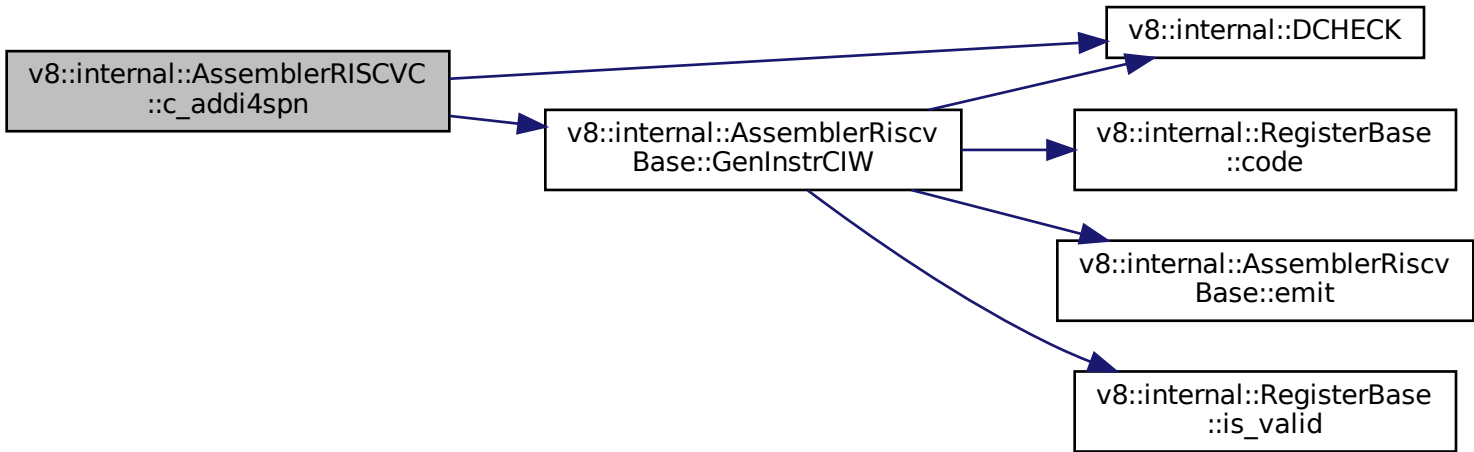 v8::internal::AssemblerRISCVC
::c_addi4spn
v8::internal::DCHECK
v8::internal::AssemblerRiscv
Base::GenInstrCIW
v8::internal::RegisterBase
::code
v8::internal::AssemblerRiscv
Base::emit
v8::internal::RegisterBase
::is_valid